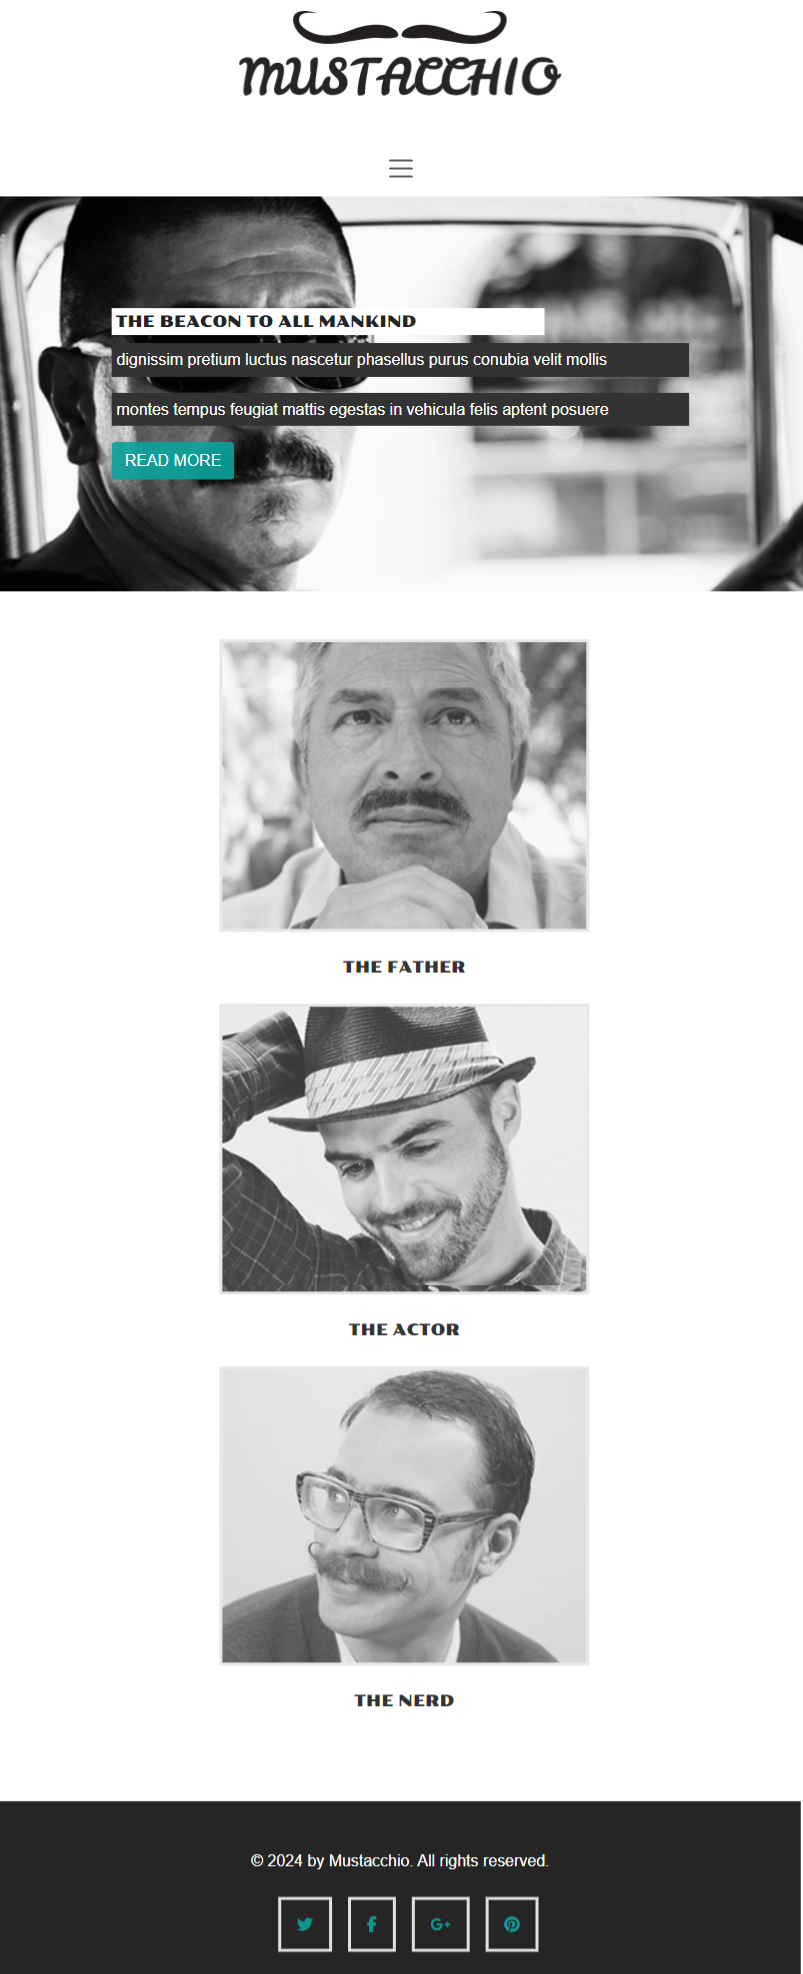 MUSTACCHIO
THE BEACON TO ALL MANKIND
dignissim pretium luctus nascetur phasellus purus conubia velit mollis
montes tempus feugiat mattis egestas in vehicula felis aptent posuere
READ MORE
THE FATHER
THE ACTOR
THE NERD
© 2024 by Mustacchio. All rights reserved.